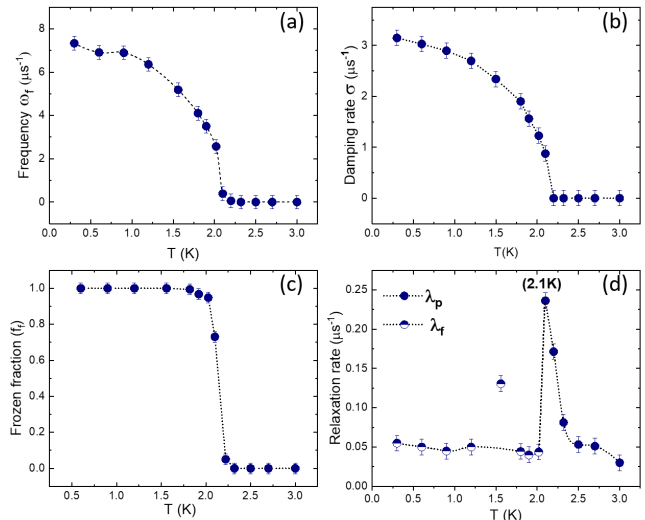 (a)
8
6
4
2
0
0.0 0.5 1.0 1.5 2.0 2.5 3.0
Frequency ω_f (μs⁻¹)
T (K)
(b)
3
2
1
0
0.0 0.5 1.0 1.5 2.0 2.5 3.0
Damping rate σ (μs⁻¹)
T(K)
(c)
1.0
0.8
0.6
0.4
0.2
0.0
0.5 1.0 1.5 2.0 2.5 3.0
Frozen fraction (f_f)
T (K)
(2.1K) (d)
λ_p
λ_f
0.25
0.20
0.15
0.10
0.05
0.00
0.0 0.5 1.0 1.5 2.0 2.5 3.0
Relaxation rate (μs⁻¹)
T (K)